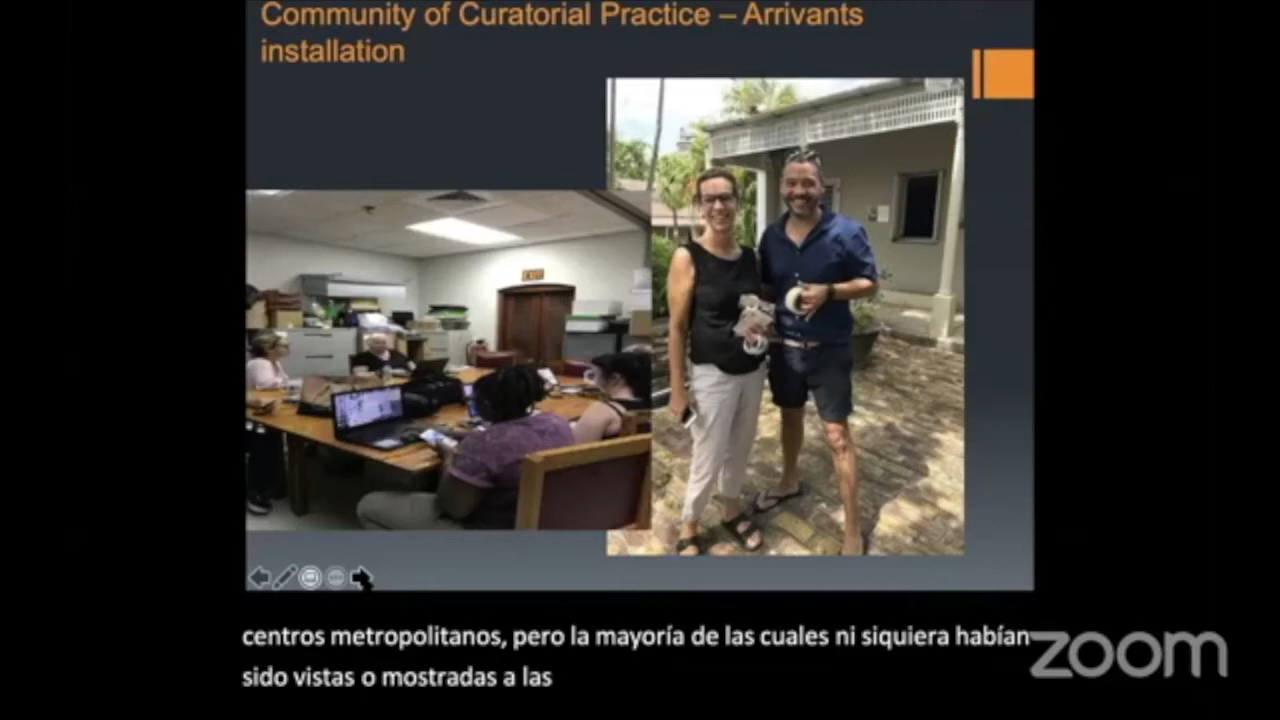 Community of Curatorial Practice – Arrivants
installation
EXIT
centros metropolitanos, pero la mayoría de las cuales ni siquiera habían
sido vistas o mostradas a las
zoom